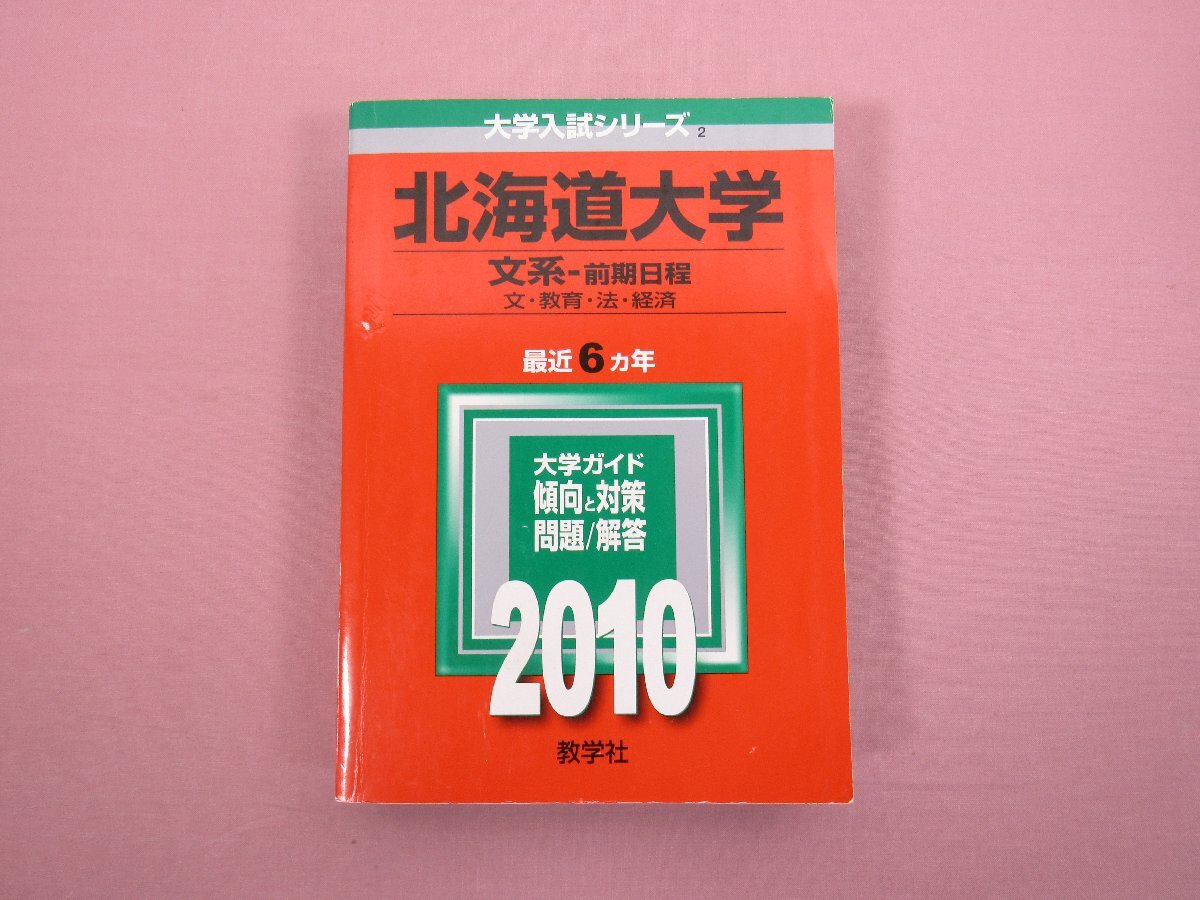 大学入試シリーズ 2
北海道大学
文系-前期日程
文・教育・法・経済
最近6ヵ年
大学ガイド
傾向と対策
問題/解答
2010
教学社